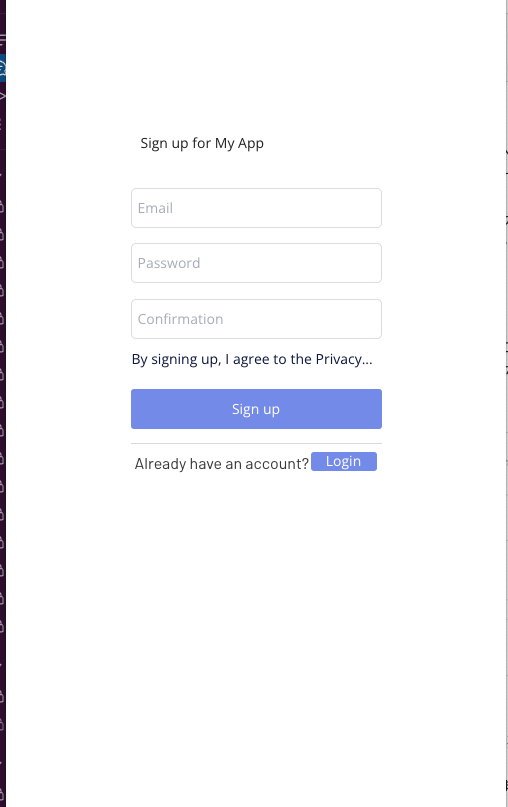 Sign up for My App
Email
Password
Confirmation
By signing up, I agree to the Privacy...
Sign up
Already have an account? Login